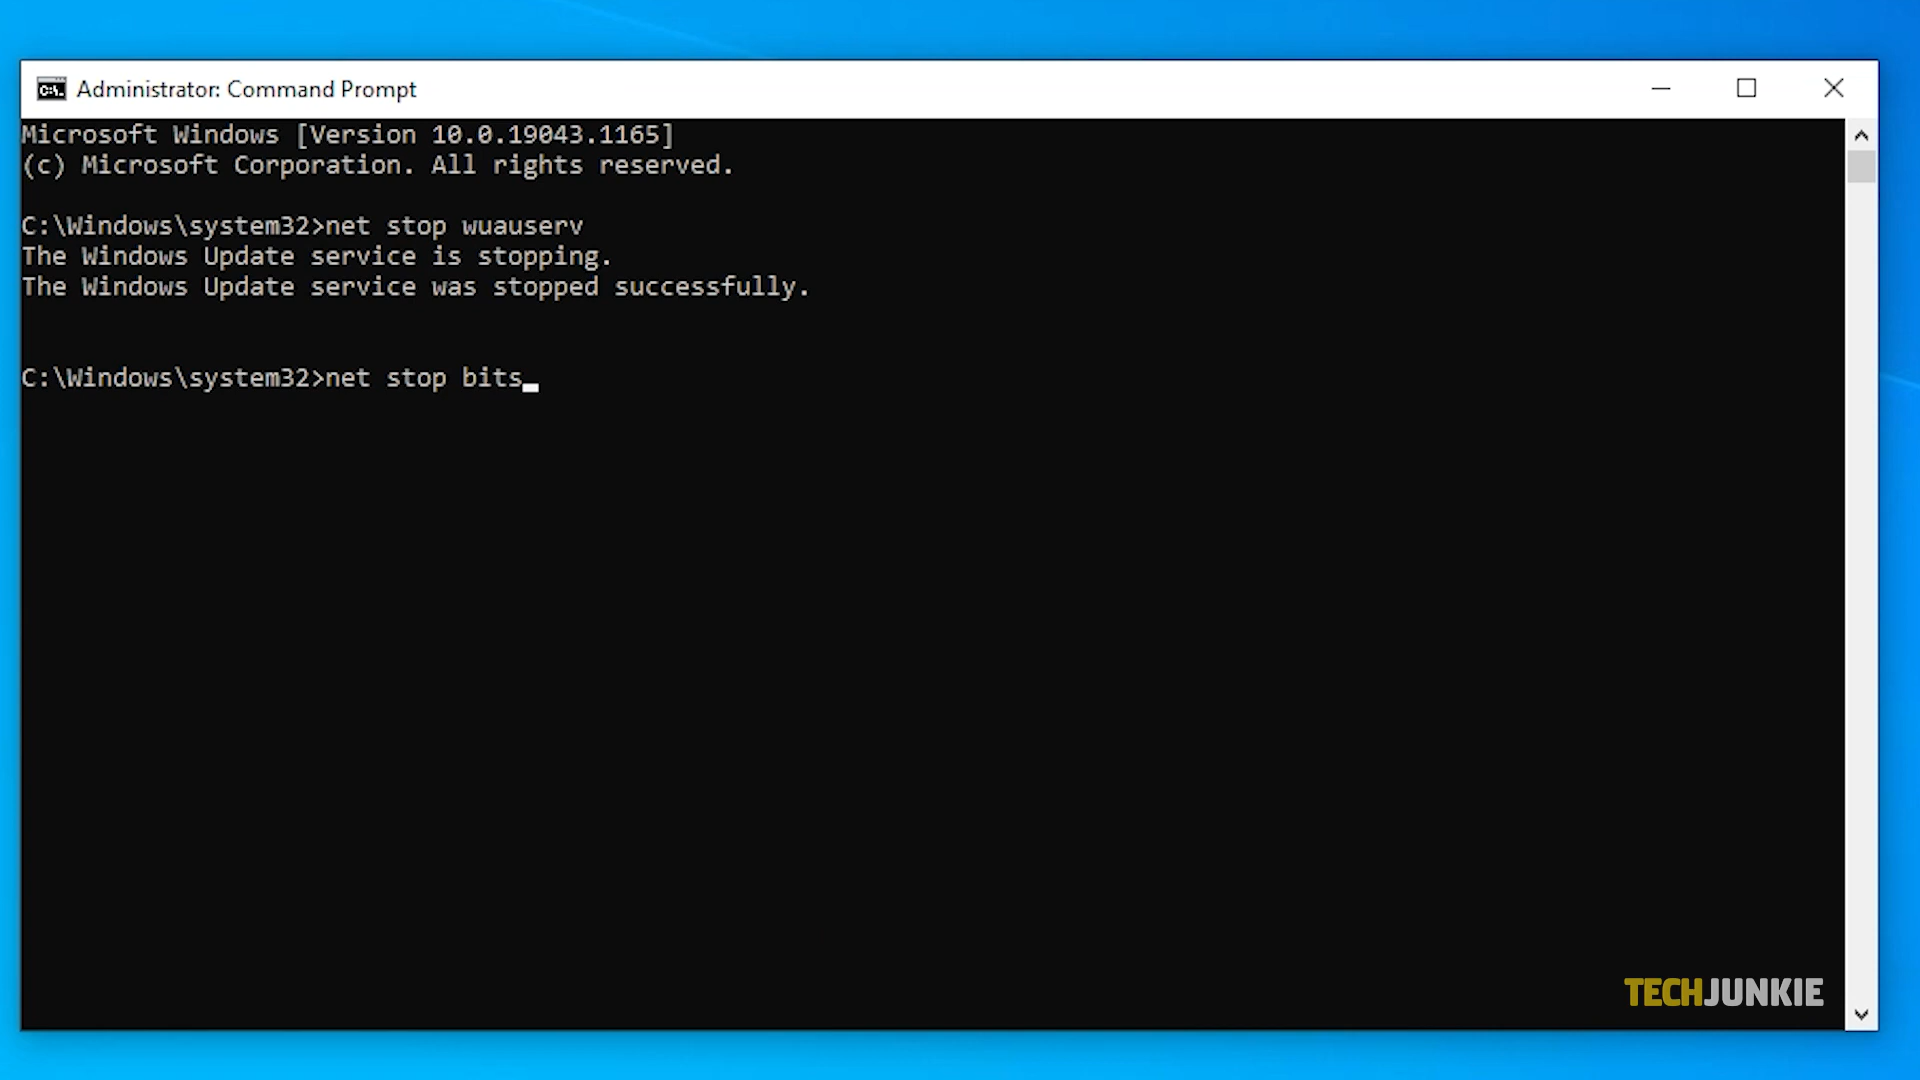 Administrator: Command Prompt
Microsoft Windows [Version 10.0.19043.1165]
(c) Microsoft Corporation. All rights reserved.
C:\Windows\system32>net stop wuauserv
The Windows Update service is stopping.
The Windows Update service was stopped successfully.
C:\Windows\system32>net stop bits
TECHJUNKIE